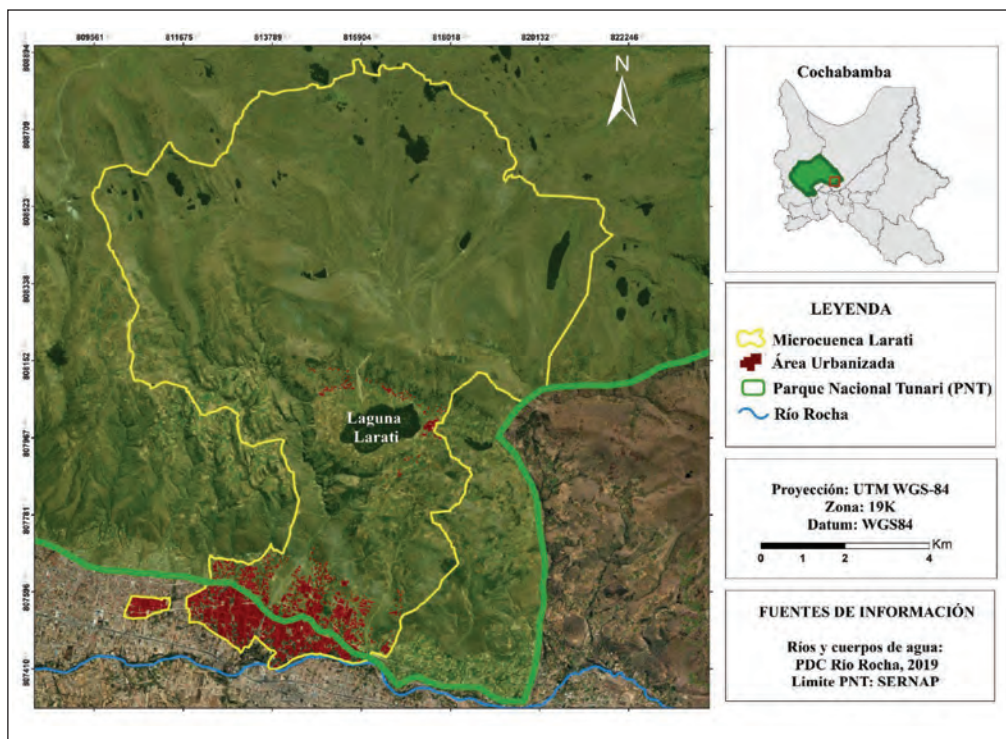 809561 811675 813789 815904 818018 820132 822246
808894
808709
808523
808338
808152
807967
807781
807596
807410
N
Laguna
Larati
Cochabamba
LEYENDA
Microcuenca Larati
Área Urbanizada
Parque Nacional Tunari (PNT)
Río Rocha
Proyección: UTM WGS-84
Zona: 19K
Datum: WGS84
Km
0 1 2 4
FUENTES DE INFORMACIÓN
Ríos y cuerpos de agua:
PDC Río Rocha, 2019
Limite PNT: SERNAP